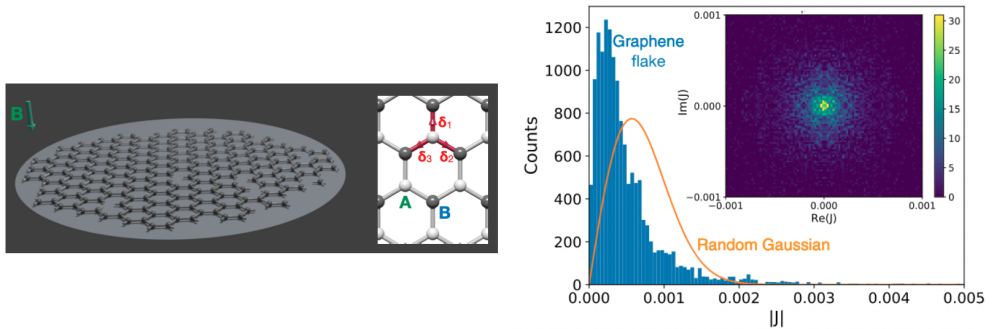 B
δ₁
δ₃
δ₂
A
B
Counts
1200
1000
800
600
400
200
0
0.000
0.001
0.002
0.003
0.004
0.005
|J|
Graphene
flake
Random Gaussian
Im(J)
0.001
0.000
−0.001
−0.001
0.000
0.001
Re(J)
30
25
20
15
10
5
0